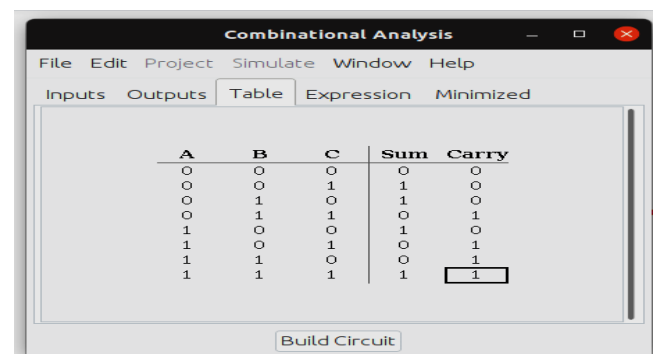 Combinational Analysis
File Edit Project Simulate Window Help
Inputs Outputs Table Expression Minimized
A B C Sum Carry
0 0 0 0 0
0 0 1 1 0
0 1 0 1 0
0 1 1 0 1
1 0 0 1 0
1 0 1 0 1
1 1 0 0 1
1 1 1 1 1
Build Circuit